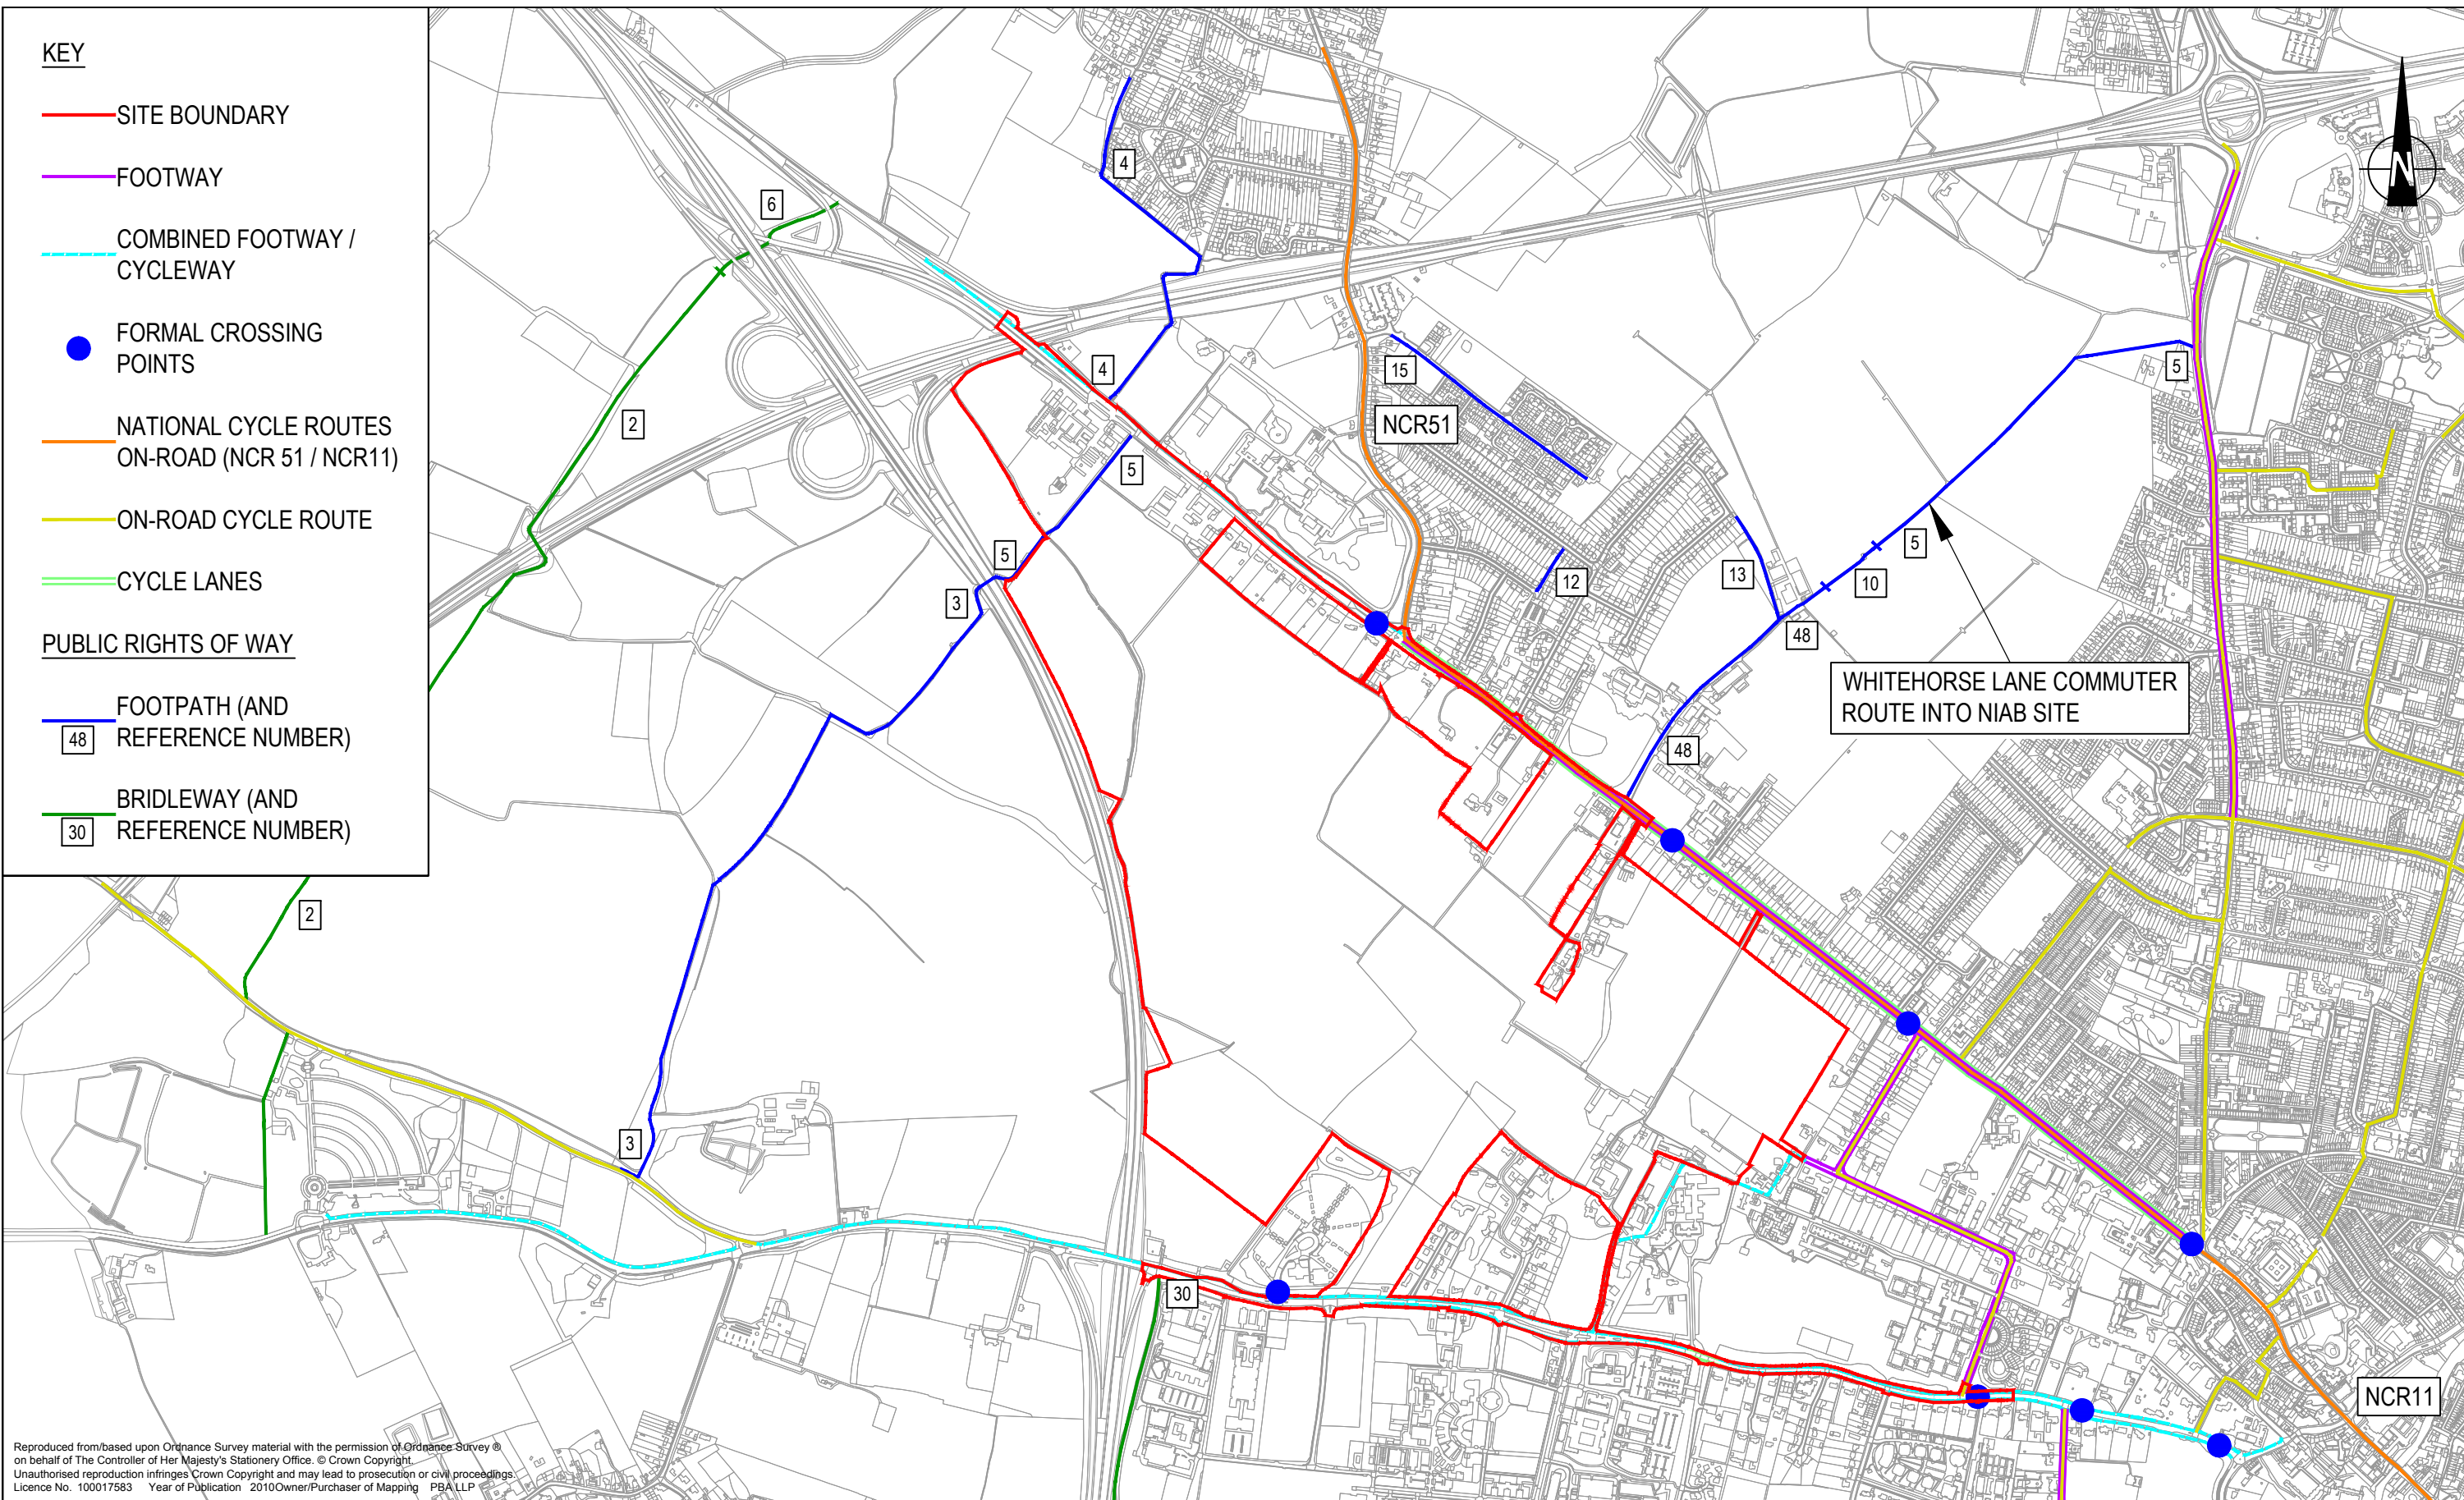 KEY
SITE BOUNDARY
FOOTWAY
COMBINED FOOTWAY /
CYCLEWAY
FORMAL CROSSING
POINTS
NATIONAL CYCLE ROUTES
ON-ROAD (NCR 51 / NCR11)
ON-ROAD CYCLE ROUTE
CYCLE LANES
PUBLIC RIGHTS OF WAY
FOOTPATH (AND
48 REFERENCE NUMBER)
BRIDLEWAY (AND
30 REFERENCE NUMBER)
N
4
6
4
15
5
2
NCR51
5
5
5
3
12
13
10
48
WHITEHORSE LANE COMMUTER
ROUTE INTO NIAB SITE
48
2
3
30
NCR11
Reproduced from/based upon Ordnance Survey material with the permission of Ordnance Survey ®
on behalf of The Controller of Her Majesty's Stationery Office. © Crown Copyright.
Unauthorised reproduction infringes Crown Copyright and may lead to prosecution or civil proceedings.
Licence No. 100017583 Year of Publication 2010Owner/Purchaser of Mapping PBA LLP